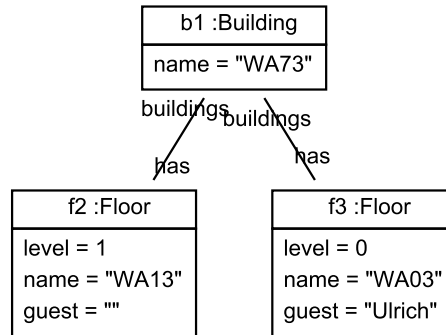 b1 :Building
name = "WA73"
buildings
buildings
has
has
f2 :Floor
level = 1
name = "WA13"
guest = ""
f3 :Floor
level = 0
name = "WA03"
guest = "Ulrich"